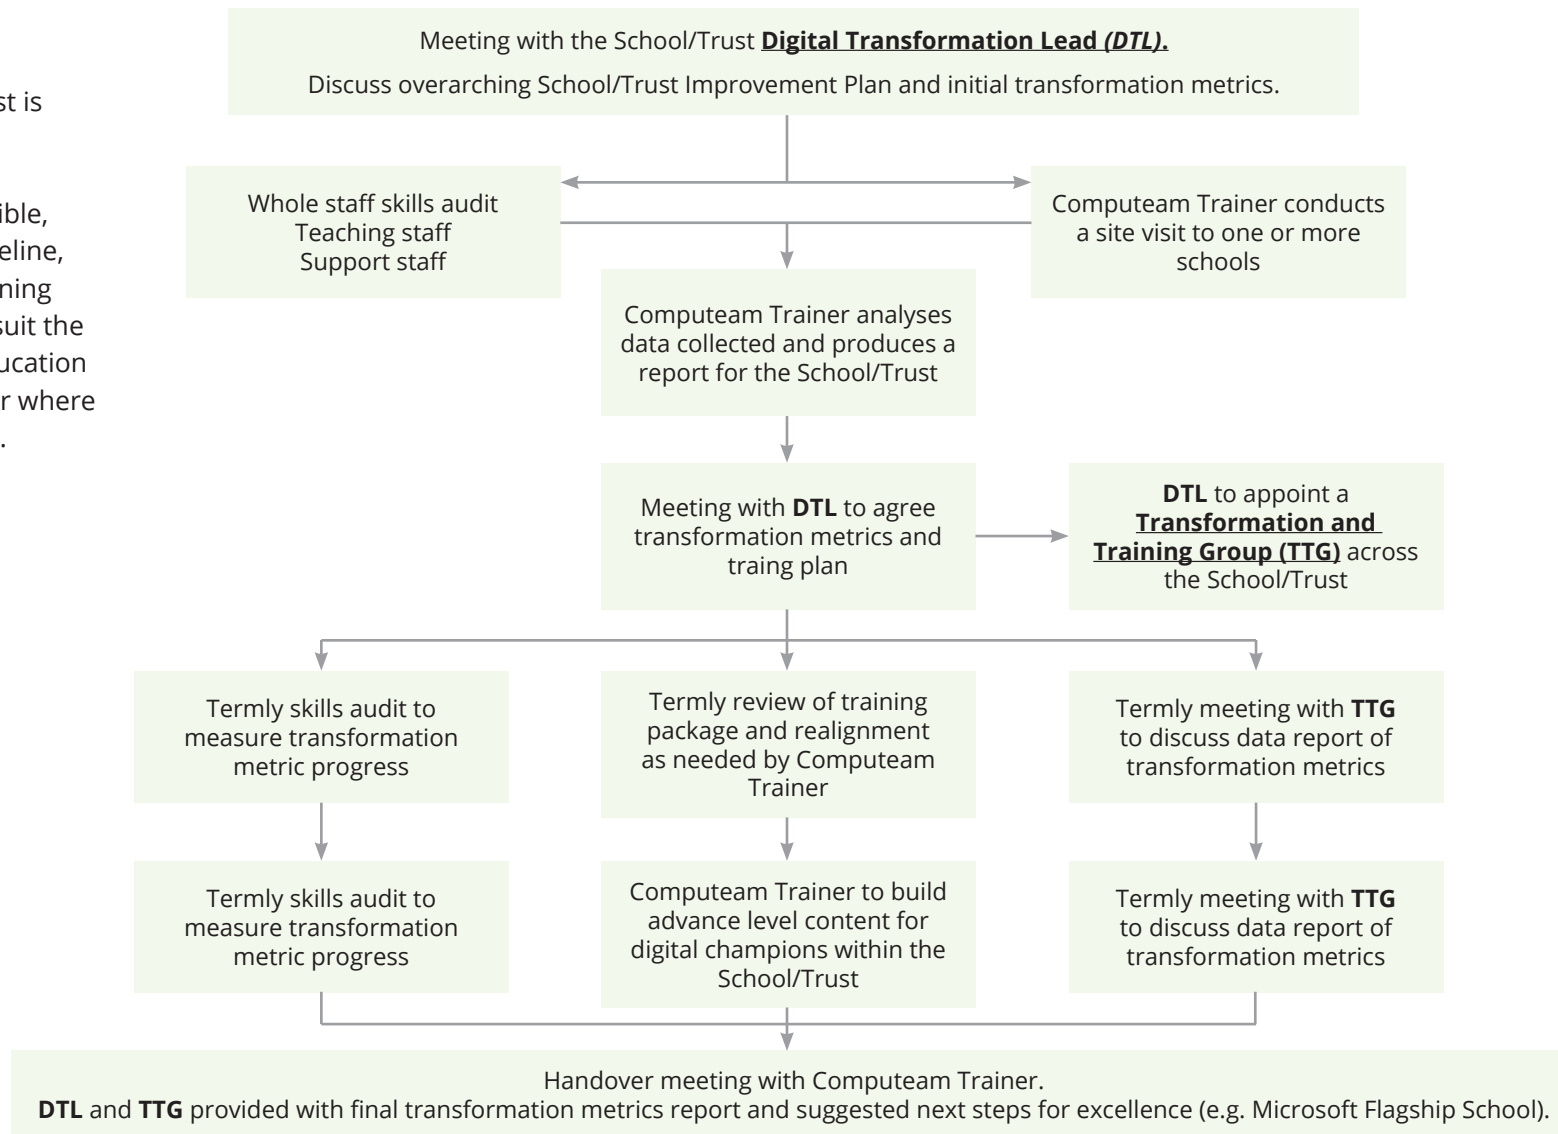 Meeting with the School/Trust Digital Transformation Lead (DTL).
Discuss overarching School/Trust Improvement Plan and initial transformation metrics.
st is
ible,
eline,
ning
suit the
ucation
r where
.
Whole staff skills audit
Teaching staff
Support staff
Computeam Trainer conducts
a site visit to one or more
schools
Computeam Trainer analyses
data collected and produces a
report for the School/Trust
Meeting with DTL to agree
transformation metrics and
traing plan
DTL to appoint a
Transformation and
Training Group (TTG) across
the School/Trust
Termly skills audit to
measure transformation
metric progress
Termly review of training
package and realignment
as needed by Computeam
Trainer
Termly meeting with TTG
to discuss data report of
transformation metrics
Termly skills audit to
measure transformation
metric progress
Computeam Trainer to build
advance level content for
digital champions within the
School/Trust
Termly meeting with TTG
to discuss data report of
transformation metrics
Handover meeting with Computeam Trainer.
DTL and TTG provided with final transformation metrics report and suggested next steps for excellence (e.g. Microsoft Flagship School).